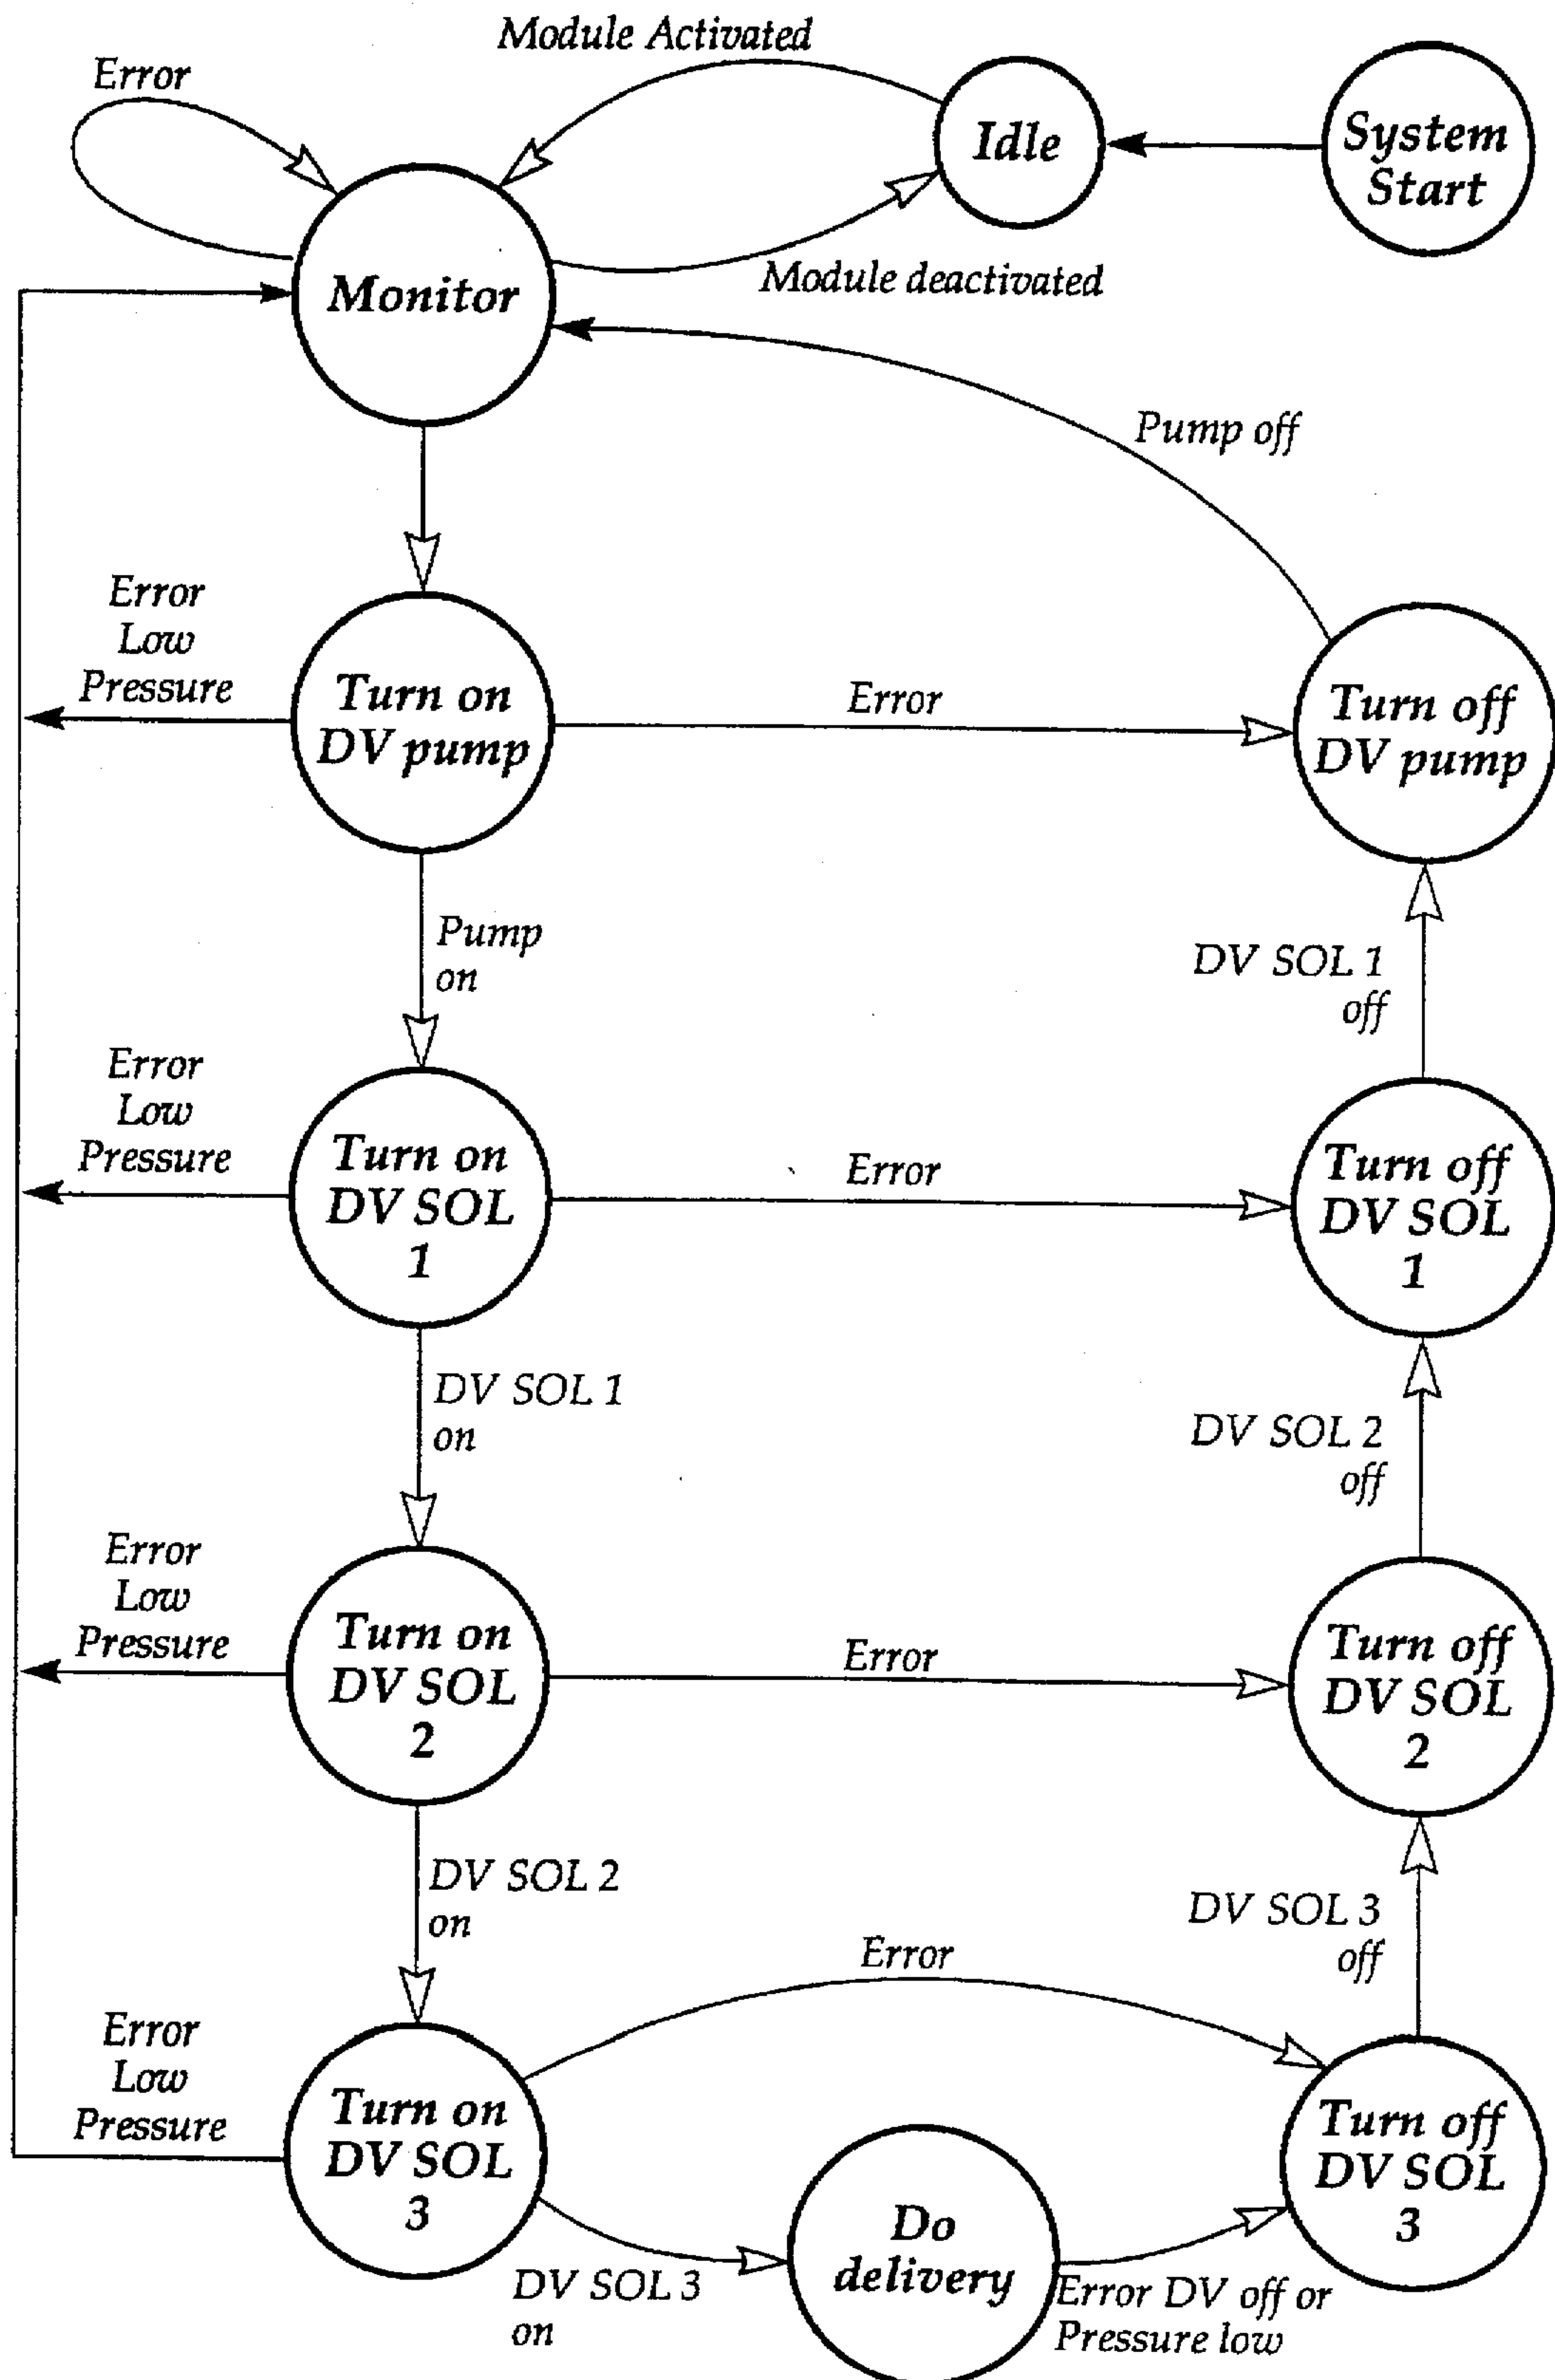 Module Activated
Error
Idle
System
Start
Monitor
Module deactivated
Pump off
Error
Low
Pressure
Turn on
DV pump
Error
Turn off
DV pump
Pump
on
DV SOL 1
off
Error
Low
Pressure
Turn on
DV SOL
1
Error
Turn off
DV SOL
1
DV SOL 1
on
DV SOL 2
off
Error
Low
Pressure
Turn on
DV SOL
2
Error
Turn off
DV SOL
2
DV SOL 2
on
DV SOL 3
off
Error
Error
Low
Pressure
Turn on
DV SOL
3
Turn off
DV SOL
3
DV SOL 3
on
Do
delivery
Error DV off or
Pressure low